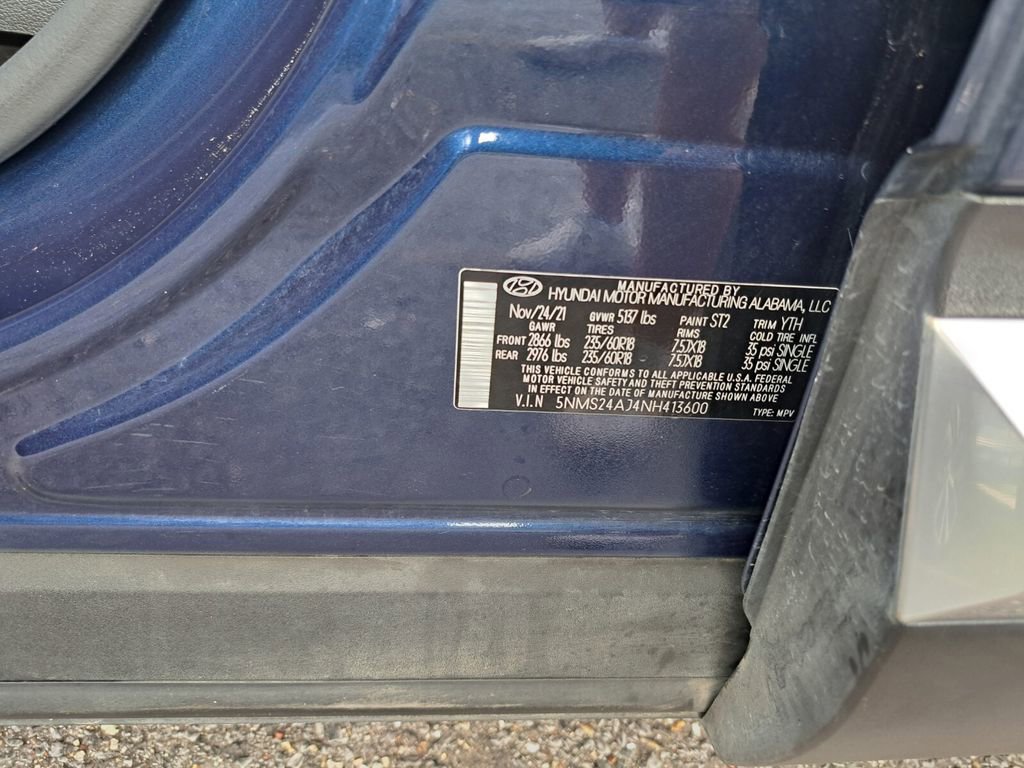 MANUFACTURED BY
HYUNDAI MOTOR MANUFACTURING ALABAMA, LLC
Nov/24/21 GVWR 5137 lbs PAINT ST2 TRIM YTH
GAWR TIRES RIMS COLD TIRE INFL
FRONT 2866 lbs 235/60R18 7.5JX18 35 psi SINGLE
REAR 2976 lbs 235/60R18 7.5JX18 35 psi SINGLE
THIS VEHICLE CONFORMS TO ALL APPLICABLE U.S.A. FEDERAL
MOTOR VEHICLE SAFETY AND THEFT PREVENTION STANDARDS
IN EFFECT ON THE DATE OF MANUFACTURE SHOWN ABOVE
V.I.N 5NMS24AJ4NH413600 TYPE: MPV